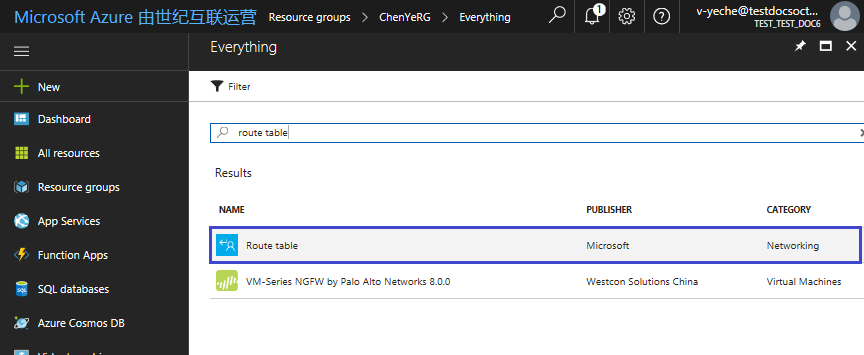 Microsoft Azure 由世纪互联运营 Resource groups > ChenYeRG > Everything 1 v-yeche@testdocsoct...
TEST_TEST_DOC6
Everything
New
Filter
Dashboard
route table
All resources
Results
Resource groups
NAME PUBLISHER CATEGORY
App Services
Route table Microsoft Networking
Function Apps
VM-Series NGFW by Palo Alto Networks 8.0.0 Westcon Solutions China Virtual Machines
SQL databases
Azure Cosmos DB